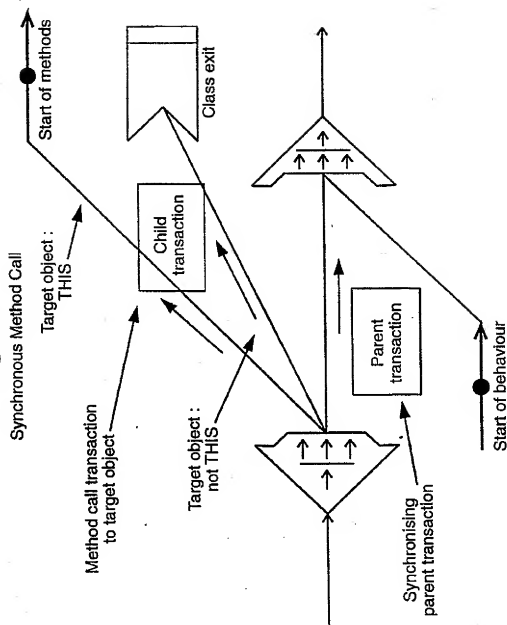 Synchronous Method Call
Target object :
THIS
Start of methods
Method call transaction
to target object
Child
transaction
Class exit
Target object :
not THIS
Parent
transaction
Synchronising
parent transaction
Start of behaviour